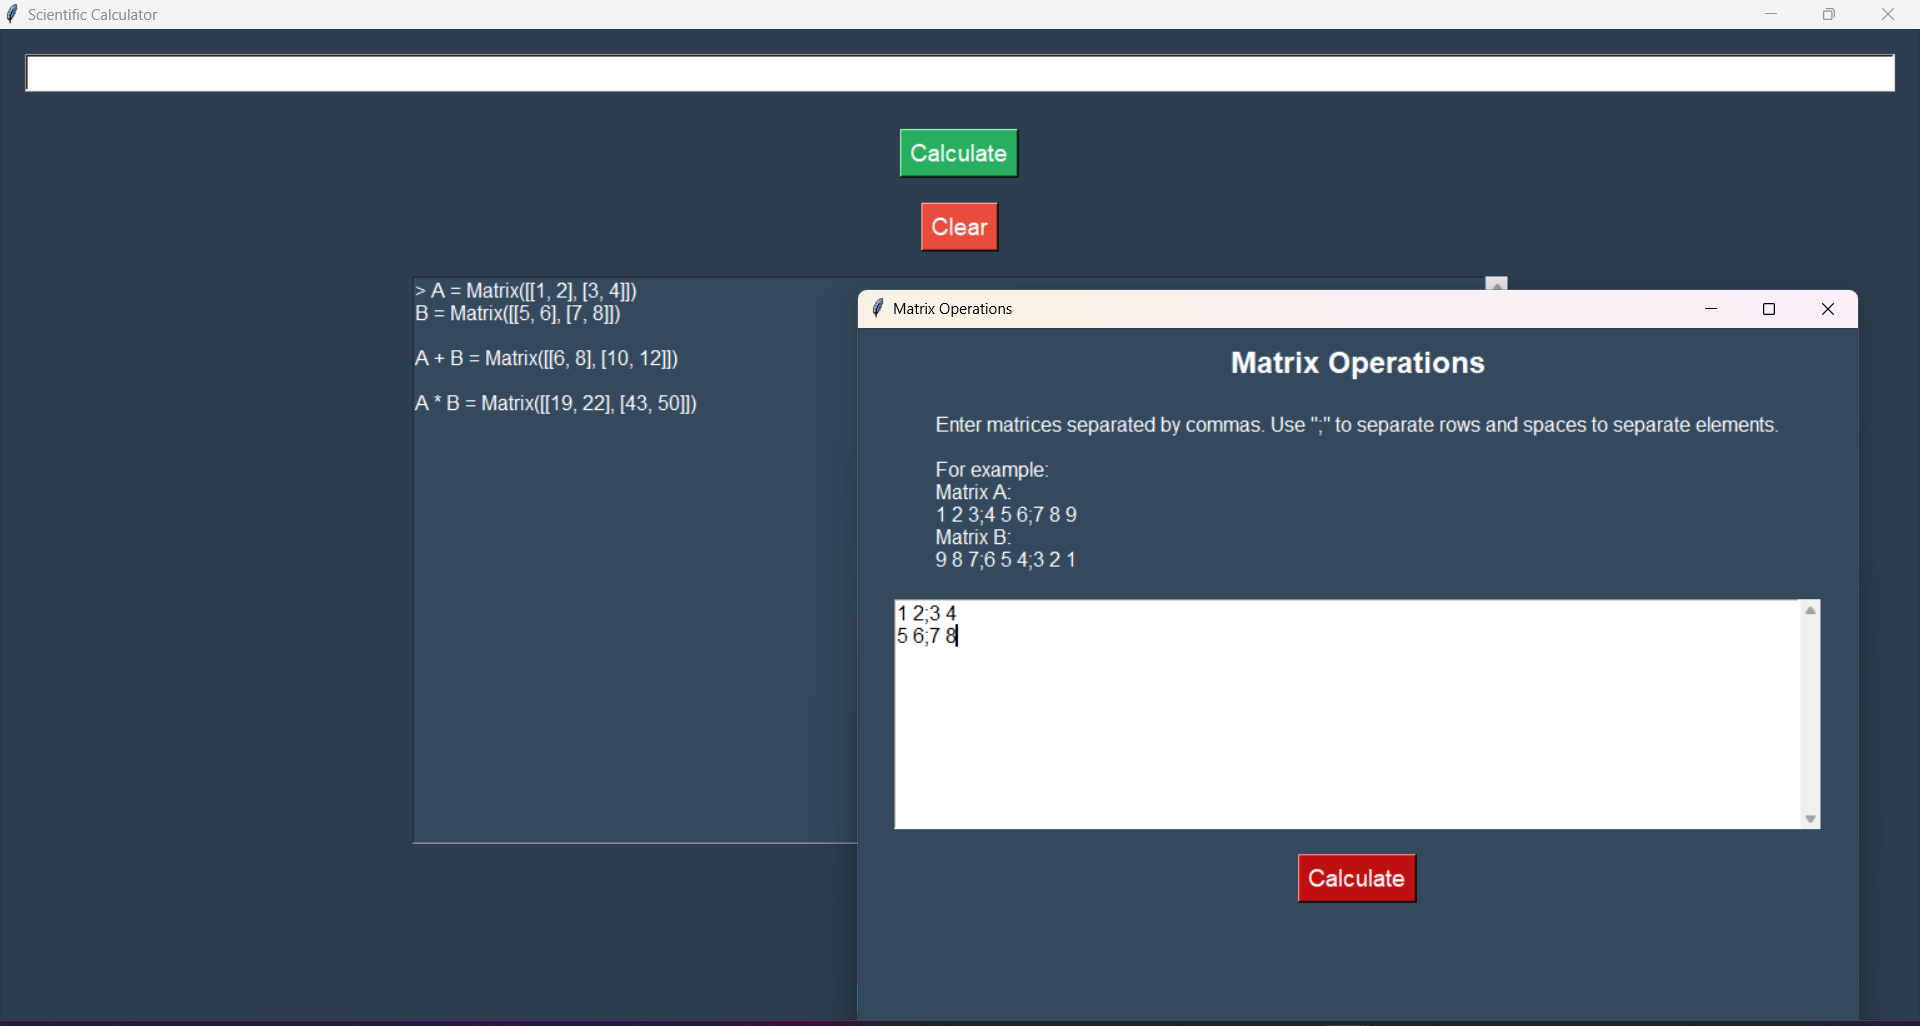 Scientific Calculator
Calculate
Clear
> A = Matrix([[1, 2], [3, 4]])
B = Matrix([[5, 6], [7, 8]])
A + B = Matrix([[6, 8], [10, 12]])
A * B = Matrix([[19, 22], [43, 50]])
Matrix Operations
Matrix Operations
Enter matrices separated by commas. Use ";" to separate rows and spaces to separate elements.
For example:
Matrix A:
1 2 3;4 5 6;7 8 9
Matrix B:
9 8 7;6 5 4;3 2 1
1 2;3 4
5 6;7 8
Calculate